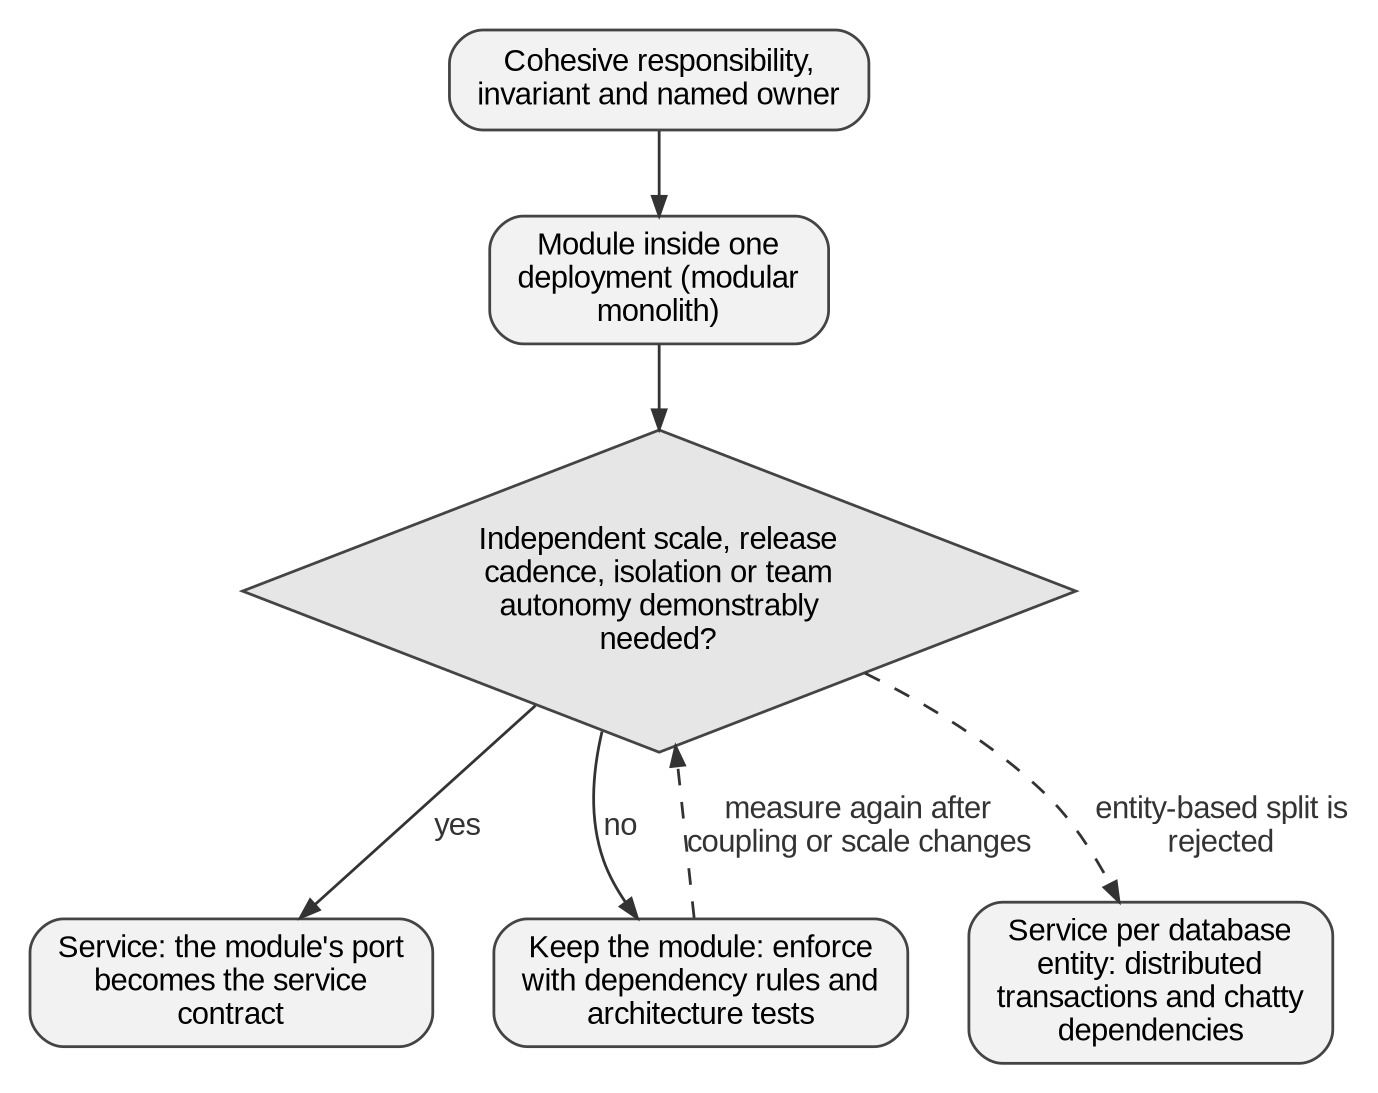 Cohesive responsibility,
invariant and named owner
Module inside one
deployment (modular
monolith)
Independent scale, release
cadence, isolation or team
autonomy demonstrably
needed?
yes
no
measure again after
coupling or scale changes
entity-based split is
rejected
Service: the module's port
becomes the service
contract
Keep the module: enforce
with dependency rules and
architecture tests
Service per database
entity: distributed
transactions and chatty
dependencies